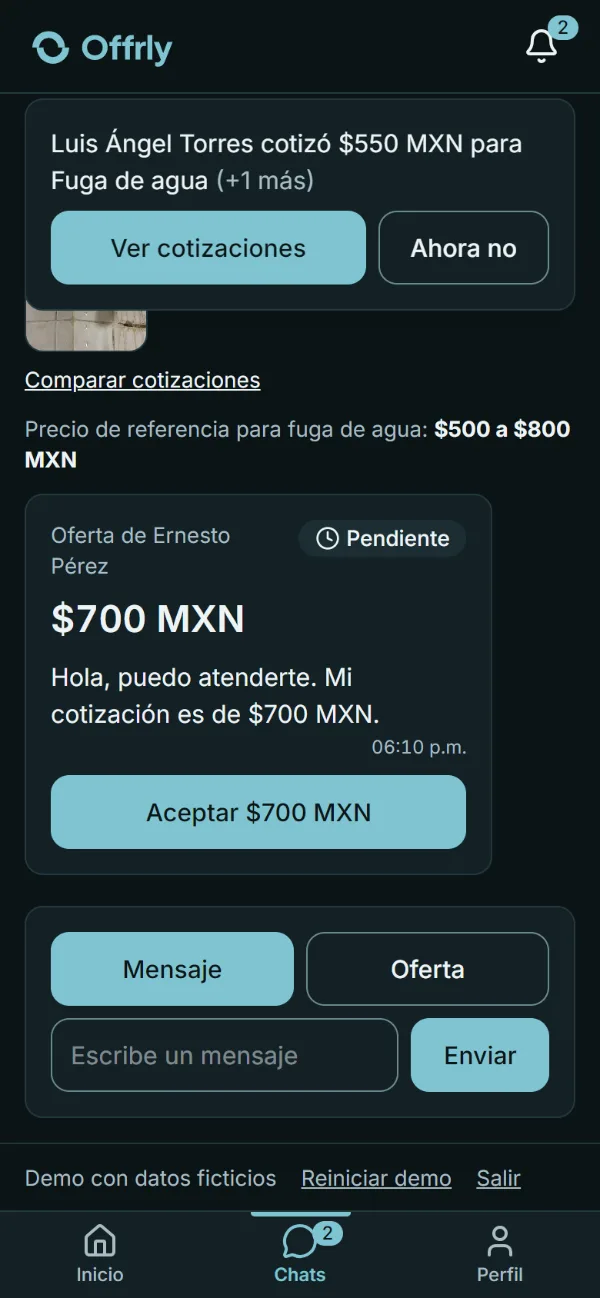 Offrly
2
Luis Ángel Torres cotizó $550 MXN para
Fuga de agua (+1 más)
Ver cotizaciones
Ahora no
Comparar cotizaciones
Precio de referencia para fuga de agua: $500 a $800
MXN
Oferta de Ernesto
Pérez
Pendiente
$700 MXN
Hola, puedo atenderte. Mi
cotización es de $700 MXN.
06:10 p.m.
Aceptar $700 MXN
Mensaje
Oferta
Escribe un mensaje
Enviar
Demo con datos ficticios
Reiniciar demo
Salir
Inicio
2
Chats
Perfil